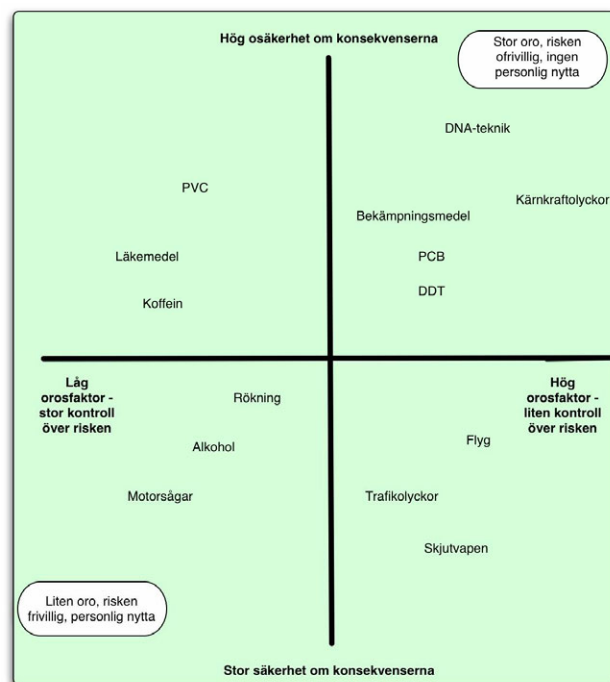 Hög osäkerhet om konsekvenserna
Stor oro, risken
ofrivillig, ingen
personlig nytta
DNA-teknik
PVC
Kärnkraftolyckor
Bekämpningsmedel
Läkemedel
PCB
DDT
Koffein
Låg
orosfaktor -
stor kontroll
över risken
Hög
orosfaktor -
liten kontroll
över risken
Rökning
Alkohol
Flyg
Motorsågar
Trafikolyckor
Skjutvapen
Liten oro, risken
frivillig, personlig nytta
Stor säkerhet om konsekvenserna